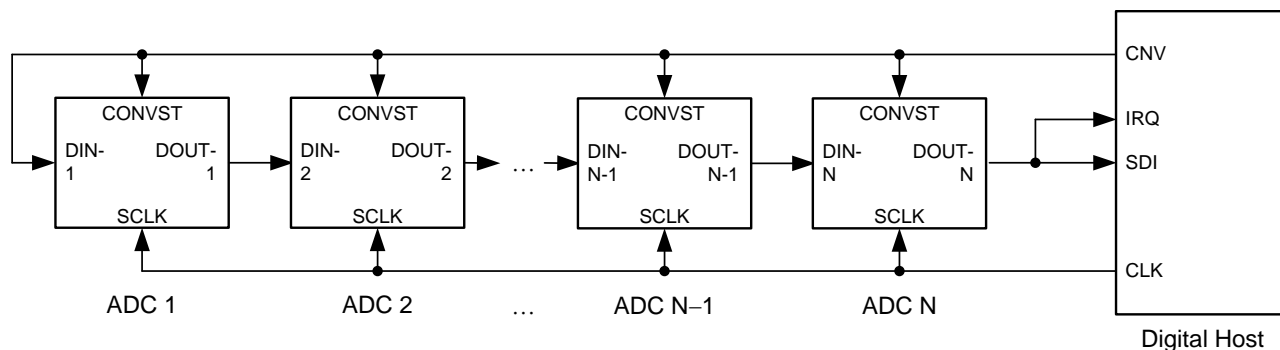 CNV
CONVST
CONVST
CONVST
CONVST
IRQ
DIN-
1
DOUT-
1
DIN-
2
DOUT-
2
...
DIN-
N-1
DOUT-
N-1
DIN-
N
DOUT-
N
SDI
SCLK
SCLK
SCLK
SCLK
CLK
ADC 1
ADC 2
...
ADC N–1
ADC N
Digital Host